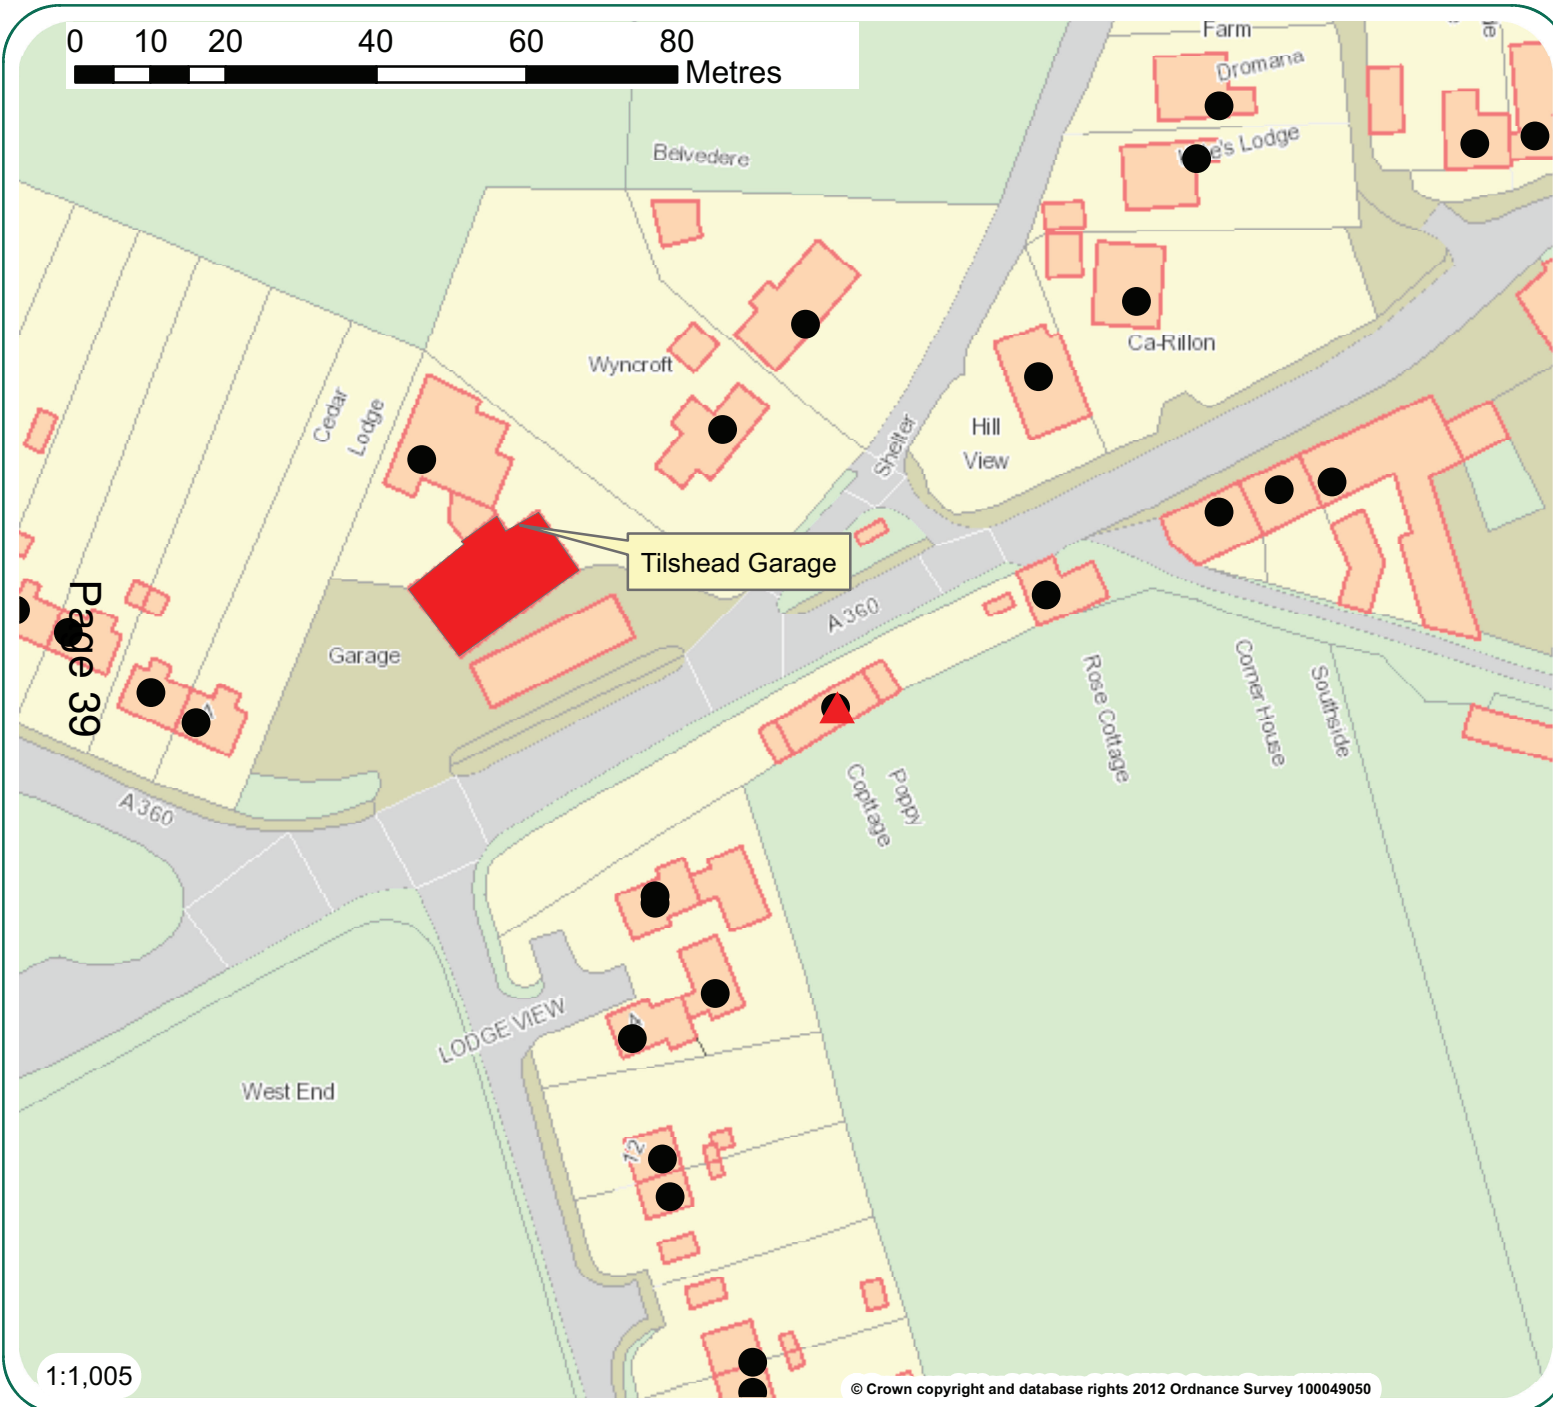 0 10 20 40 60 80
Metres
Farm
Dromana
Lodge
Belvedere
Wyncroft
Ca-Rillon
Cedar
Lodge
Shelter
Hill
View
Tilshead Garage
A 360
Garage
Page 39
Rose Cottage
Corner House
Southside
Poppy
Copttage
A 360
LODGE VIEW
4
West End
12
1:1,005
© Crown copyright and database rights 2012 Ordnance Survey 100049050